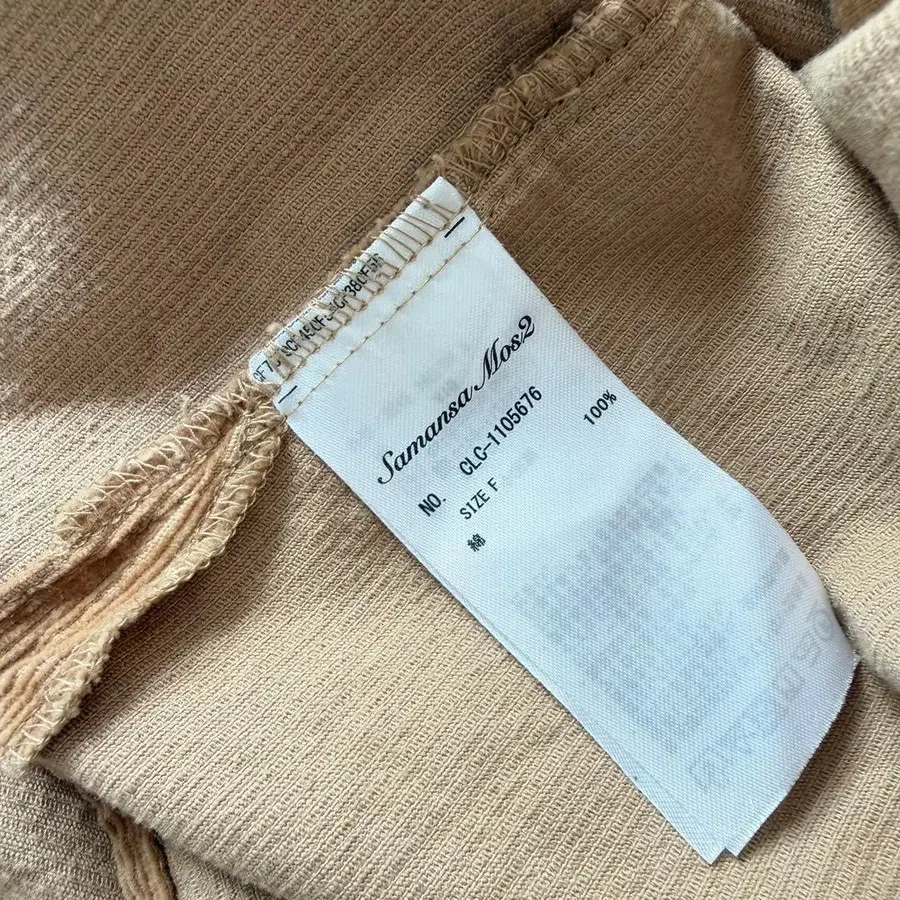 Samansa Mos2
NO. CLC-1105676
SIZE F
綿 100%